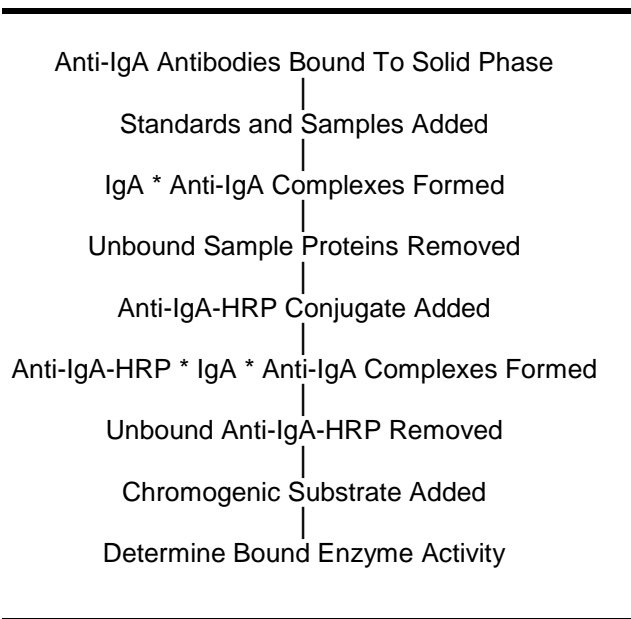 Anti-IgA Antibodies Bound To Solid Phase
Standards and Samples Added
IgA * Anti-IgA Complexes Formed
Unbound Sample Proteins Removed
Anti-IgA-HRP Conjugate Added
Anti-IgA-HRP * IgA * Anti-IgA Complexes Formed
Unbound Anti-IgA-HRP Removed
Chromogenic Substrate Added
Determine Bound Enzyme Activity